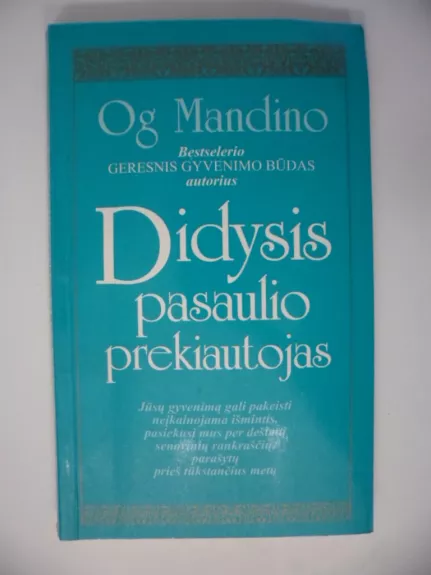 Og Mandino
Bestselerio
GERESNIS GYVENIMO BŪDAS
autorius
Didysis
pasaulio
prekiautojas
Jūsų gyvenimą gali pakeisti
neįkainojama išmintis,
pasiekusi mus per dešimtį
senovinių rankraščių,
parašytų
prieš tūkstančius metų